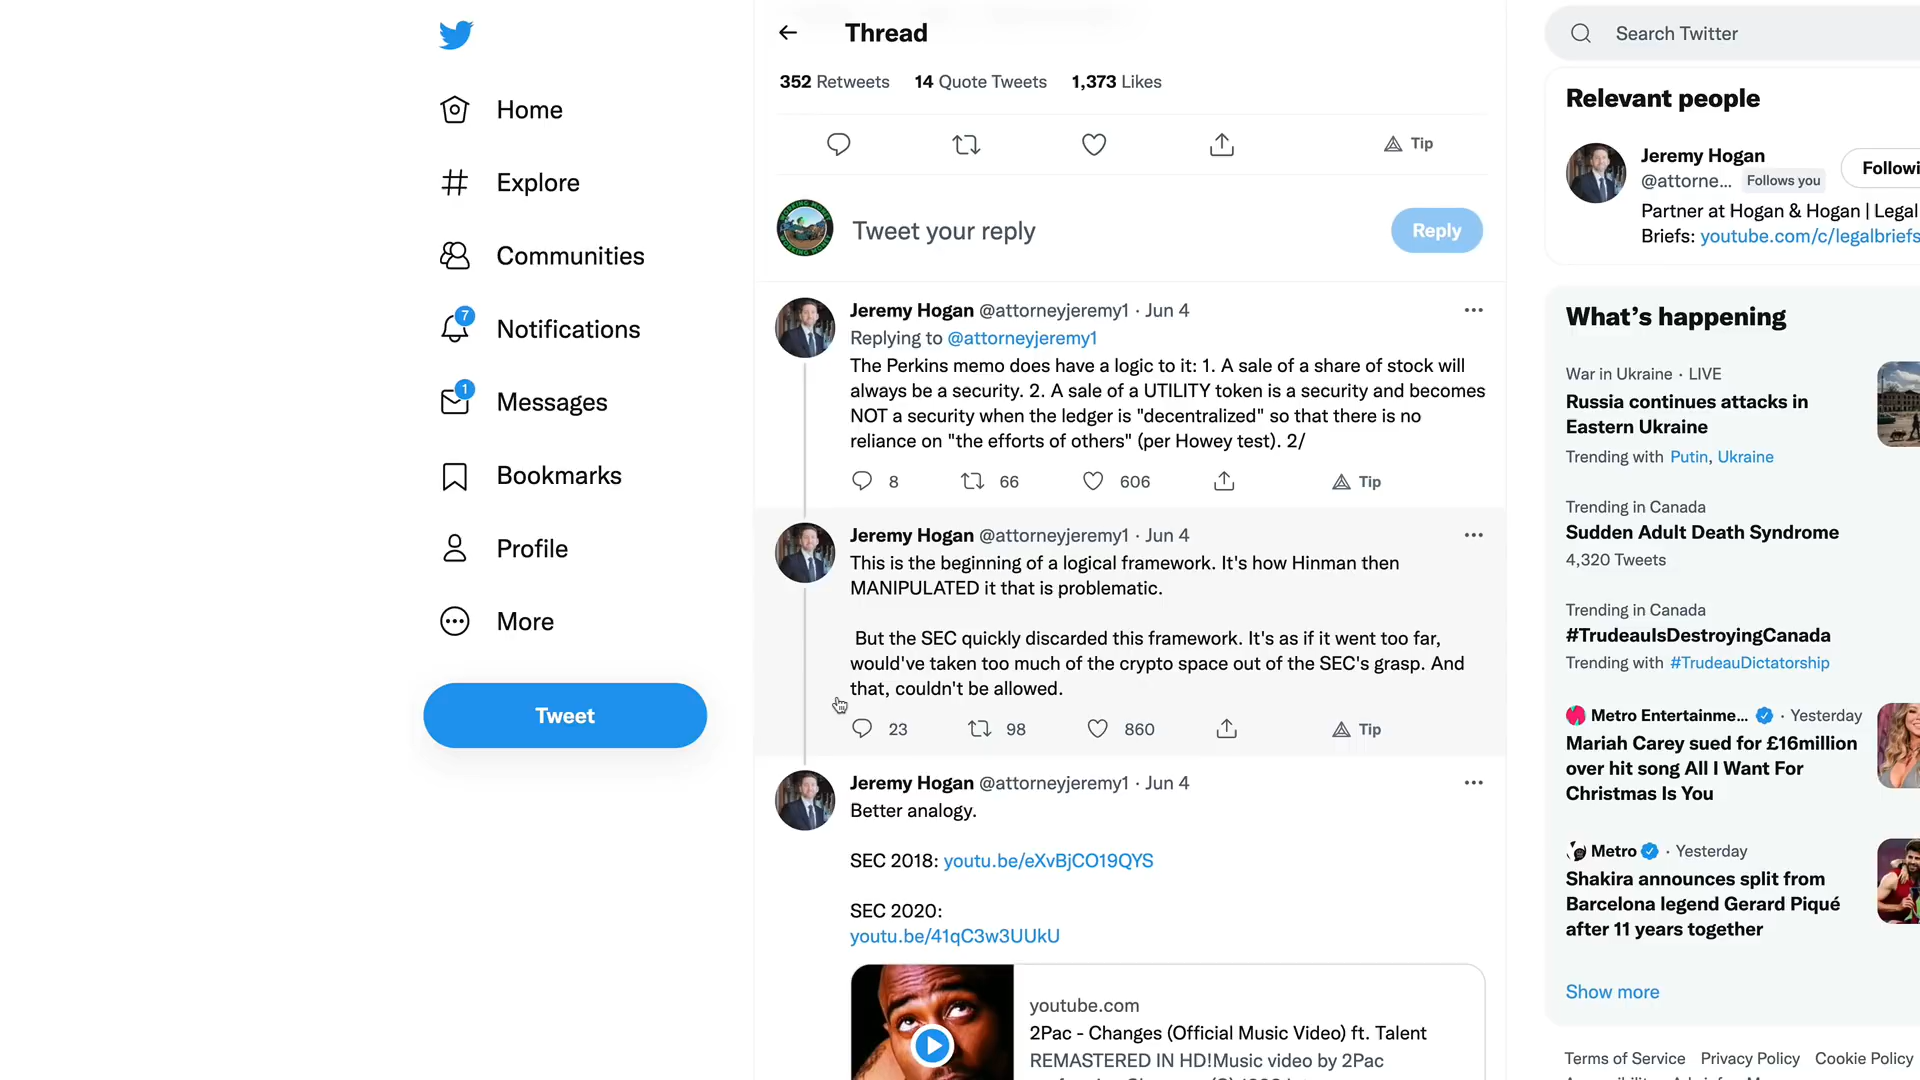 Home
Explore
Communities
7
Notifications
1
Messages
Bookmarks
Profile
More
Tweet
Thread
352 Retweets 14 Quote Tweets 1,373 Likes
Tip
Tweet your reply
Reply
Jeremy Hogan @attorneyjeremy1 · Jun 4
Replying to @attorneyjeremy1
The Perkins memo does have a logic to it: 1. A sale of a share of stock will
always be a security. 2. A sale of a UTILITY token is a security and becomes
NOT a security when the ledger is "decentralized" so that there is no
reliance on "the efforts of others" (per Howey test). 2/
8 66 606 Tip
Jeremy Hogan @attorneyjeremy1 · Jun 4
This is the beginning of a logical framework. It's how Hinman then
MANIPULATED it that is problematic.
But the SEC quickly discarded this framework. It's as if it went too far,
would've taken too much of the crypto space out of the SEC's grasp. And
that, couldn't be allowed.
23 98 860 Tip
Jeremy Hogan @attorneyjeremy1 · Jun 4
Better analogy.
SEC 2018: youtu.be/eXvBjCO19QYS
SEC 2020:
youtu.be/41qC3w3UUkU
youtube.com
2Pac - Changes (Official Music Video) ft. Talent
REMASTERED IN HD!Music video by 2Pac
Search Twitter
Relevant people
Jeremy Hogan
@attorne... Follows you
Followi
Partner at Hogan & Hogan | Legal
Briefs: youtube.com/c/legalbriefs
What's happening
War in Ukraine · LIVE
Russia continues attacks in
Eastern Ukraine
Trending with Putin, Ukraine
Trending in Canada
Sudden Adult Death Syndrome
4,320 Tweets
Trending in Canada
#TrudeauIsDestroyingCanada
Trending with #TrudeauDictatorship
Metro Entertainme... · Yesterday
Mariah Carey sued for £16million
over hit song All I Want For
Christmas Is You
Metro · Yesterday
Shakira announces split from
Barcelona legend Gerard Piqué
after 11 years together
Show more
Terms of Service Privacy Policy Cookie Policy